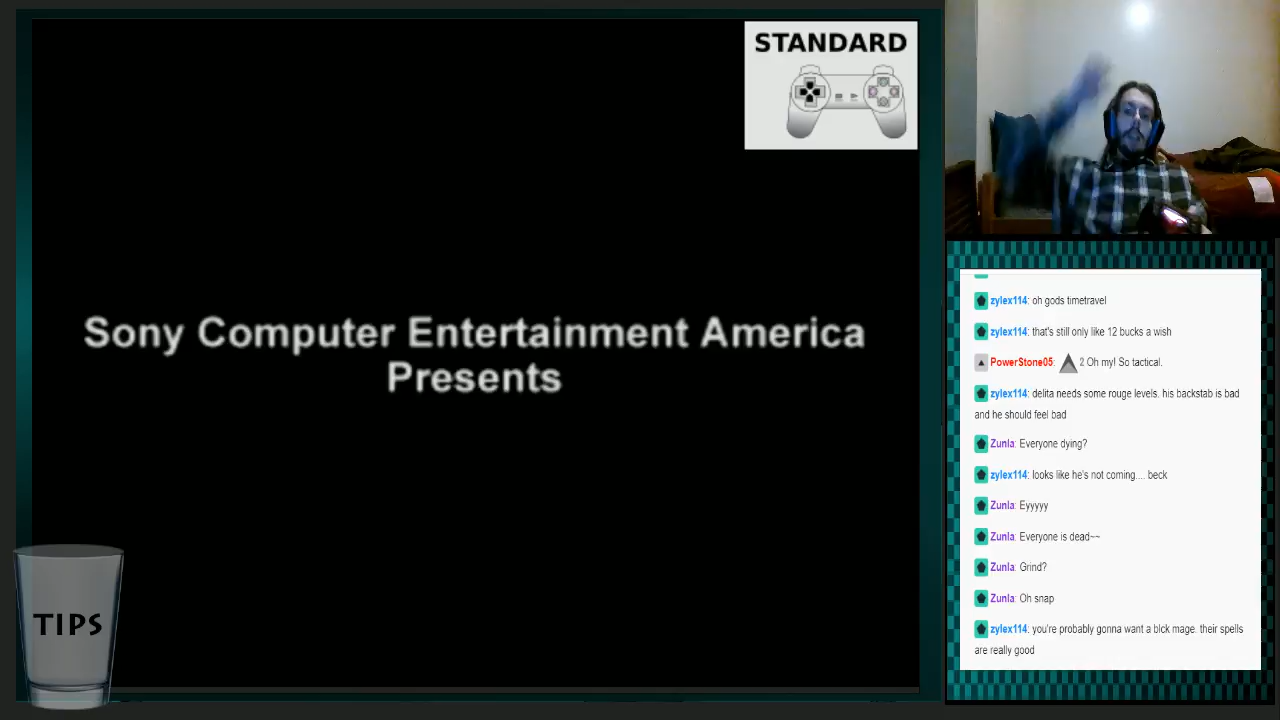 STANDARD
Sony Computer Entertainment America
Presents
TIPS
zylex114: oh gods timetravel
zylex114: that's still only like 12 bucks a wish
PowerStone05: 2 Oh my! So tactical.
zylex114: delita needs some rouge levels. his backstab is bad
and he should feel bad
Zunla: Everyone dying?
zylex114: looks like he's not coming.... beck
Zunla: Eyyyyy
Zunla: Everyone is dead~~
Zunla: Grind?
Zunla: Oh snap
zylex114: you're probably gonna want a blck mage. their spells
are really good